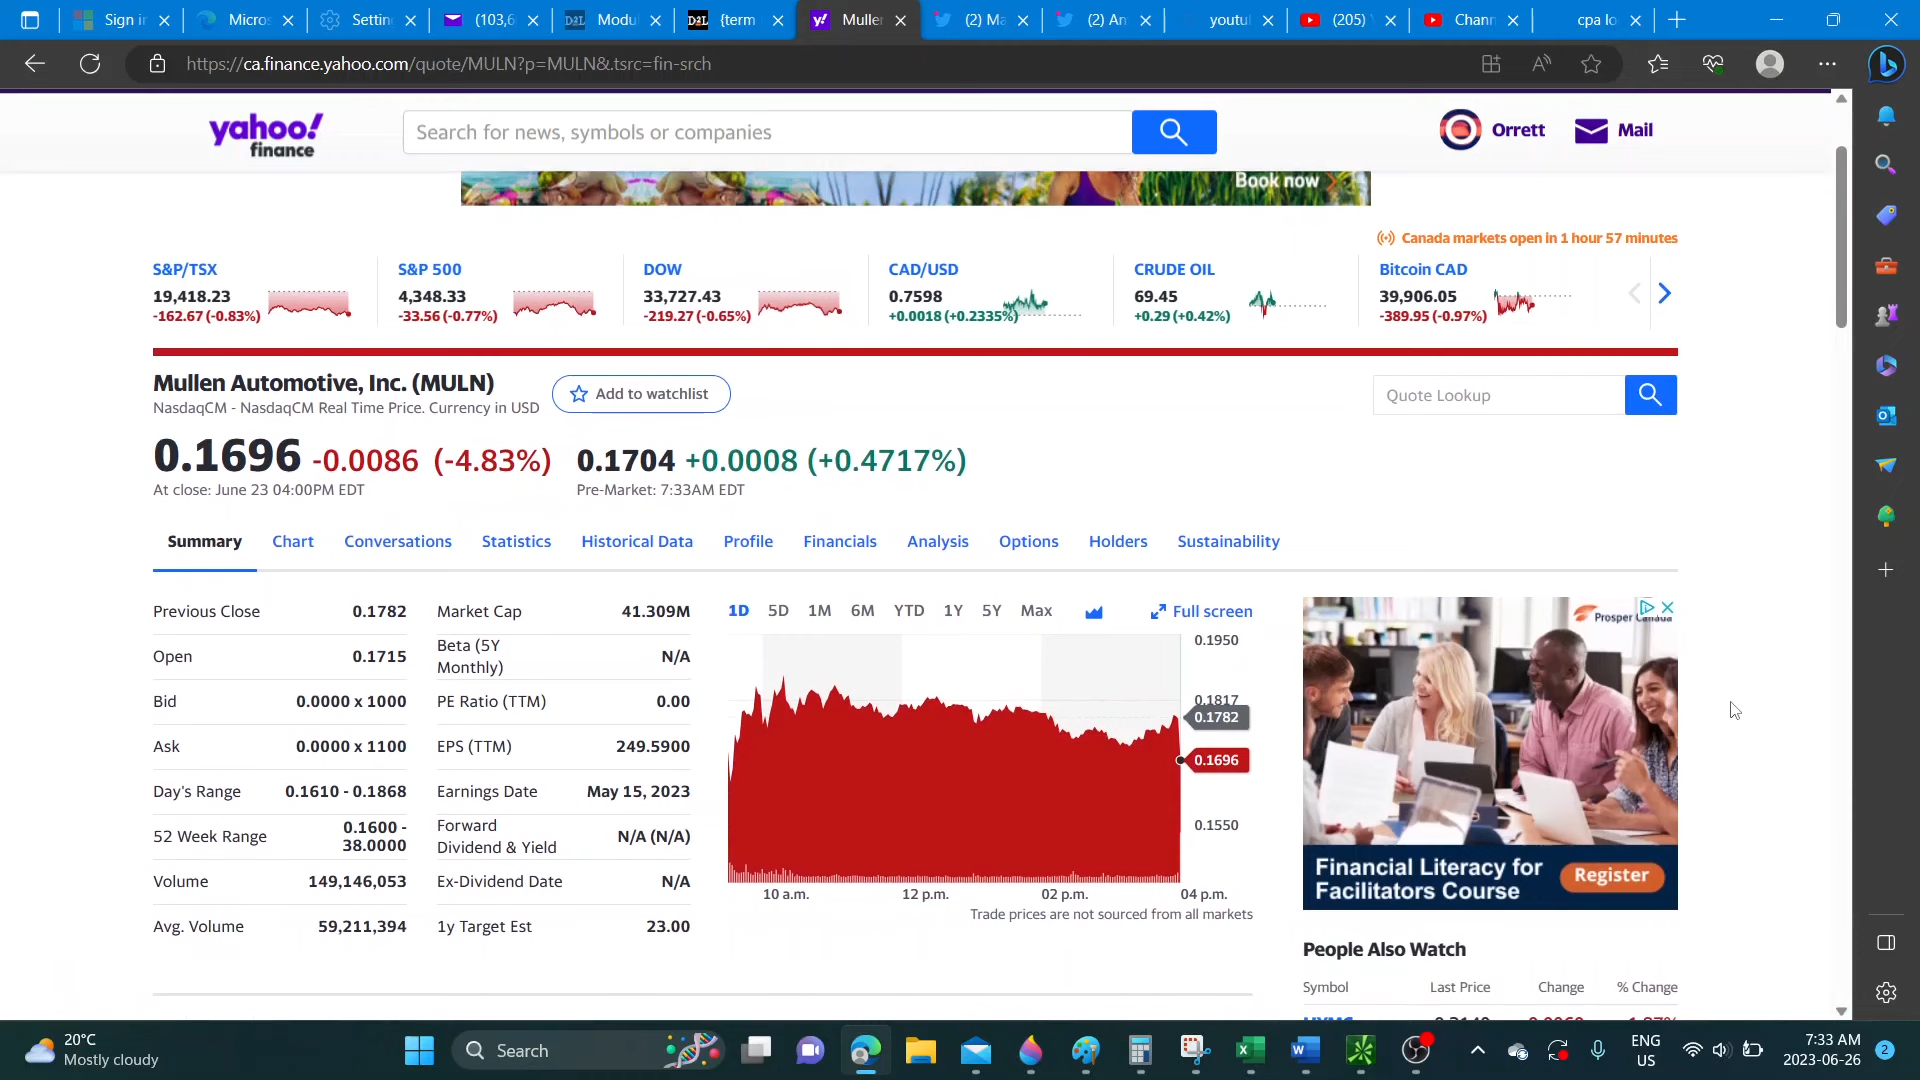 Sign in
Micros
Settin
(103,6
Modul
{term
Mullen
(2) Ma
(2) An
youtu
(205)
Chann
cpa lo
https://ca.finance.yahoo.com/quote/MULN?p=MULN&.tsrc=fin-srch
yahoo!
finance
Search for news, symbols or companies
Orrett
Mail
Book now
Canada markets open in 1 hour 57 minutes
S&P/TSX
19,418.23
-162.67 (-0.83%)
S&P 500
4,348.33
-33.56 (-0.77%)
DOW
33,727.43
-219.27 (-0.65%)
CAD/USD
0.7598
+0.0018 (+0.2335%)
CRUDE OIL
69.45
+0.29 (+0.42%)
Bitcoin CAD
39,906.05
-389.95 (-0.97%)
Mullen Automotive, Inc. (MULN)
NasdaqCM - NasdaqCM Real Time Price. Currency in USD
Add to watchlist
Quote Lookup
0.1696 -0.0086 (-4.83%)
At close: June 23 04:00PM EDT
0.1704 +0.0008 (+0.4717%)
Pre-Market: 7:33AM EDT
Summary Chart Conversations Statistics Historical Data Profile Financials Analysis Options Holders Sustainability
Previous Close 0.1782
Open 0.1715
Bid 0.0000 x 1000
Ask 0.0000 x 1100
Day's Range 0.1610 - 0.1868
52 Week Range 0.1600 -
38.0000
Volume 149,146,053
Avg. Volume 59,211,394
Market Cap 41.309M
Beta (5Y
Monthly) N/A
PE Ratio (TTM) 0.00
EPS (TTM) 249.5900
Earnings Date May 15, 2023
Forward
Dividend & Yield N/A (N/A)
Ex-Dividend Date N/A
1y Target Est 23.00
1D 5D 1M 6M YTD 1Y 5Y Max Full screen
0.1950
0.1817
0.1782
0.1696
0.1550
10 a.m. 12 p.m. 02 p.m. 04 p.m.
Trade prices are not sourced from all markets
Prosper Canada
Financial Literacy for
Facilitators Course
Register
People Also Watch
Symbol Last Price Change % Change
20°C
Mostly cloudy
Search
ENG
US
7:33 AM
2023-06-26
2